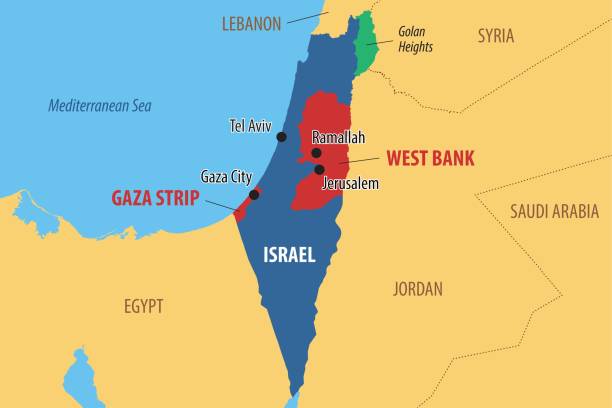 LEBANON
Golan
Heights
SYRIA
Mediterranean Sea
Tel Aviv
Ramallah
WEST BANK
Gaza City
Jerusalem
GAZA STRIP
SAUDI ARABIA
ISRAEL
JORDAN
EGYPT